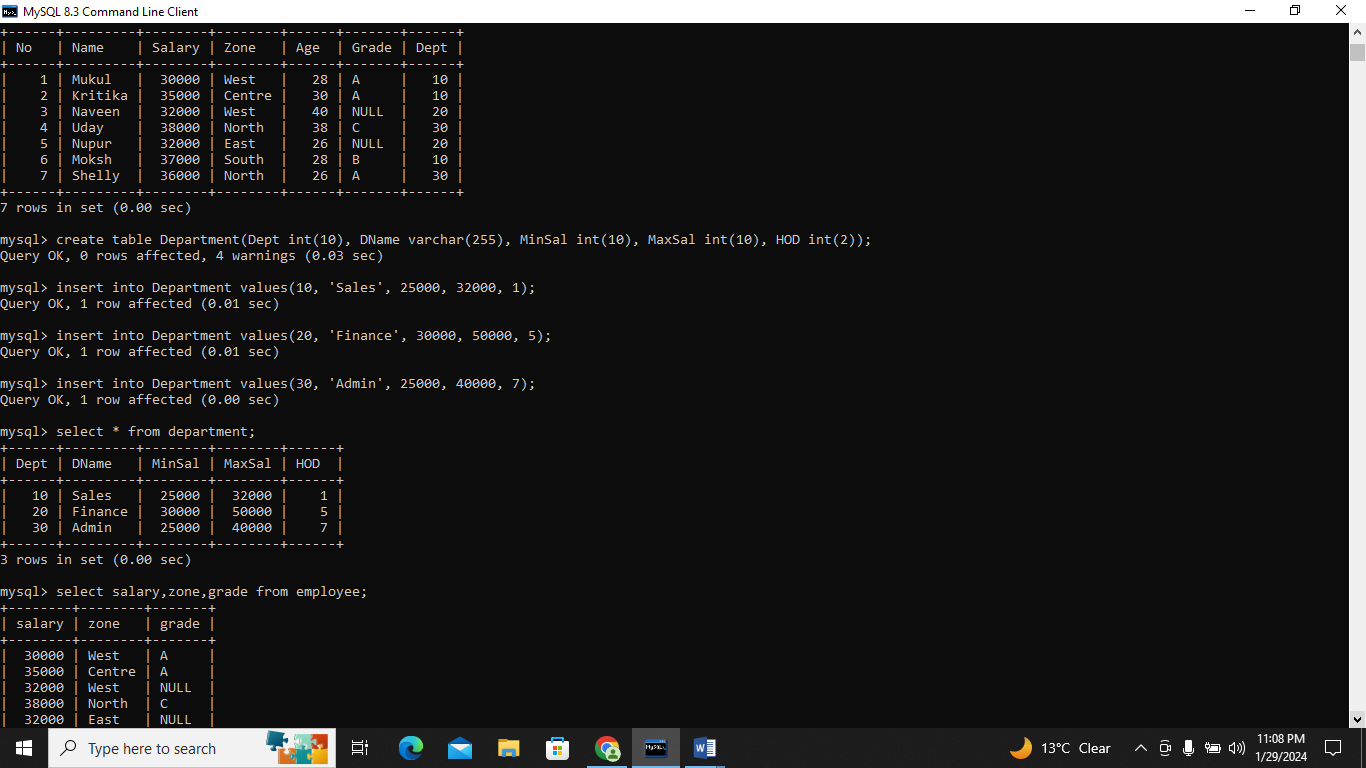 MySQL 8.3 Command Line Client
+------+---------+--------+--------+------+-------+------+
| No   | Name    | Salary | Zone   | Age  | Grade | Dept |
+------+---------+--------+--------+------+-------+------+
|    1 | Mukul   |  30000 | West   |   28 | A     |   10 |
|    2 | Kritika |  35000 | Centre |   30 | A     |   10 |
|    3 | Naveen  |  32000 | West   |   40 | NULL  |   20 |
|    4 | Uday    |  38000 | North  |   38 | C     |   30 |
|    5 | Nupur   |  32000 | East   |   26 | NULL  |   20 |
|    6 | Moksh   |  37000 | South  |   28 | B     |   10 |
|    7 | Shelly  |  36000 | North  |   26 | A     |   30 |
+------+---------+--------+--------+------+-------+------+
7 rows in set (0.00 sec)
mysql> create table Department(Dept int(10), DName varchar(255), MinSal int(10), MaxSal int(10), HOD int(2));
Query OK, 0 rows affected, 4 warnings (0.03 sec)
mysql> insert into Department values(10, 'Sales', 25000, 32000, 1);
Query OK, 1 row affected (0.01 sec)
mysql> insert into Department values(20, 'Finance', 30000, 50000, 5);
Query OK, 1 row affected (0.01 sec)
mysql> insert into Department values(30, 'Admin', 25000, 40000, 7);
Query OK, 1 row affected (0.00 sec)
mysql> select * from department;
+------+---------+--------+--------+------+
| Dept | DName   | MinSal | MaxSal | HOD  |
+------+---------+--------+--------+------+
|   10 | Sales   |  25000 |  32000 |    1 |
|   20 | Finance |  30000 |  50000 |    5 |
|   30 | Admin   |  25000 |  40000 |    7 |
+------+---------+--------+--------+------+
3 rows in set (0.00 sec)
mysql> select salary,zone,grade from employee;
+--------+--------+-------+
| salary | zone   | grade |
+--------+--------+-------+
|  30000 | West   | A     |
|  35000 | Centre | A     |
|  32000 | West   | NULL  |
|  38000 | North  | C     |
|  32000 | East   | NULL  |
Type here to search
13°C Clear
11:08 PM
1/29/2024